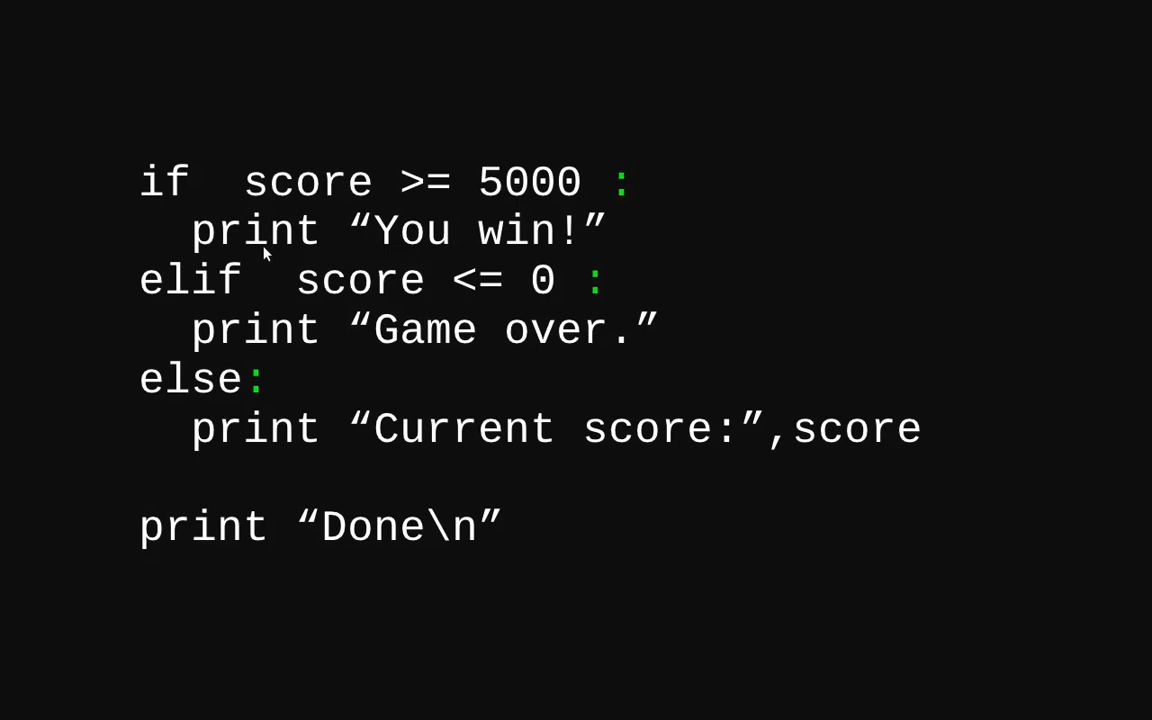 if  score >= 5000 :
  print “You win!”
elif  score <= 0 :
  print “Game over.”
else:
  print “Current score:”,score

print “Done\n”